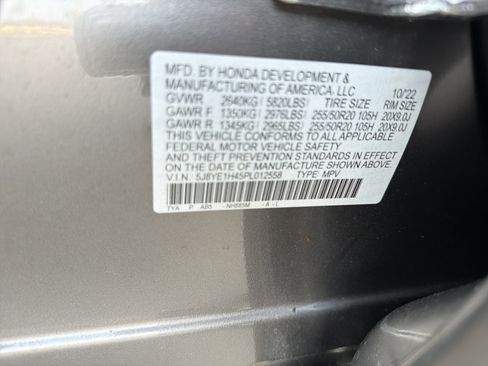 MFD. BY HONDA DEVELOPMENT &
MANUFACTURING OF AMERICA, LLC 10/22
GVWR 2640KG( 5820LBS) TIRE SIZE RIM SIZE
GAWR F 1350KG( 2976LBS) 255/50R20 105H 20X9.0J
GAWR R 1345KG( 2965LBS) 255/50R20 105H 20X9.0J
THIS VEHICLE CONFORMS TO ALL APPLICABLE
FEDERAL MOTOR VEHICLE SAFETY
AND THEFT PREVENTION STANDARDS IN EFFECT ON THE
DATE OF MANUFACTURE SHOWN ABOVE.
V.I.N. 5J8YE1H45PL012558 TYPE: MPV
TYA P AB5 - NH885M - A - L